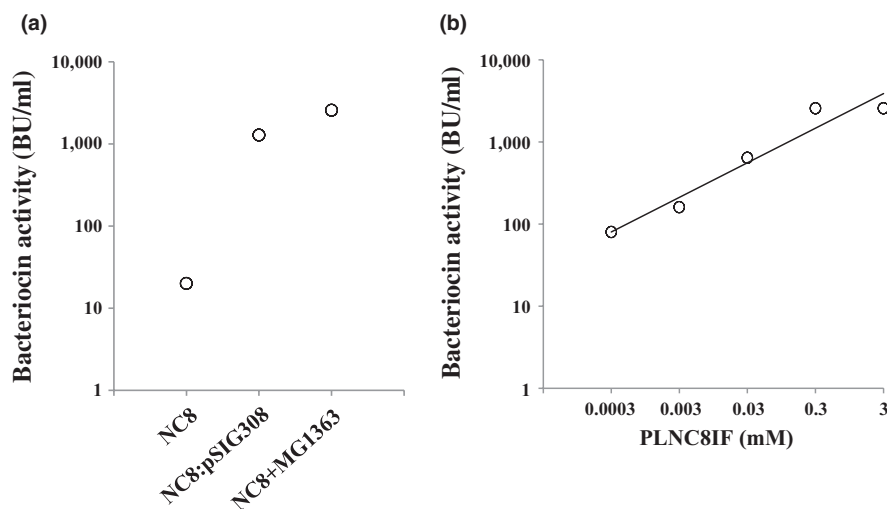 (a)
Bacteriocin activity (BU/ml)
10,000
1,000
100
10
1
NC8
NC8:pSIG308
NC8+MG1363
(b)
Bacteriocin activity (BU/ml)
10,000
1,000
100
10
1
0.0003
0.003
0.03
0.3
3
PLNC8IF (mM)